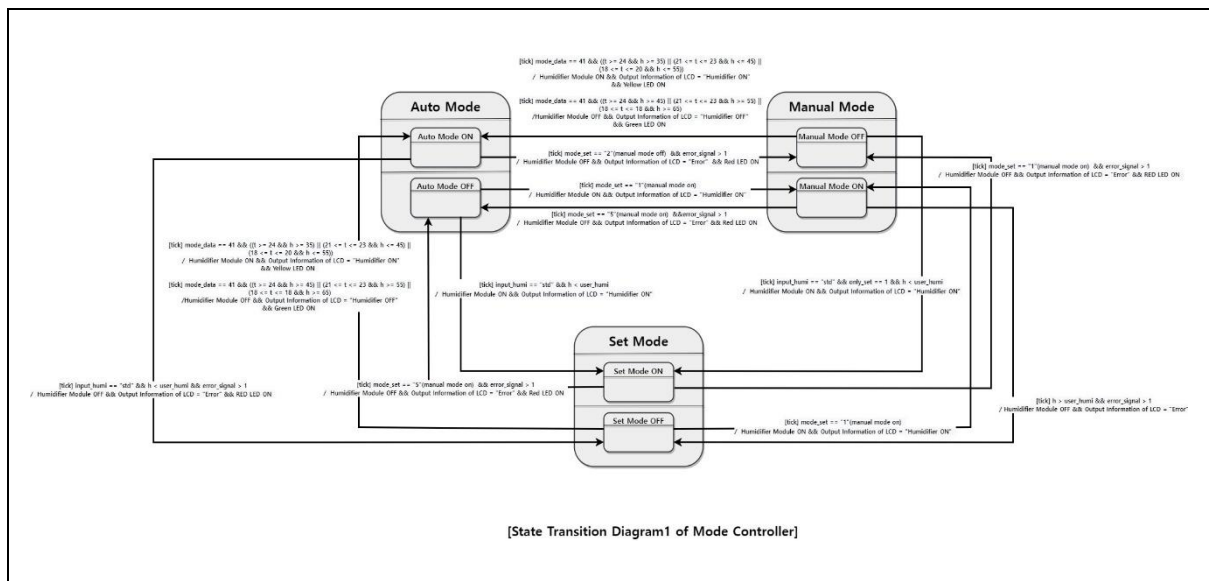 [tick] mode_data == 41 && ((t >= 24 && h >= 35) || (21 <= t <= 23 && h <= 45) ||
(18 <= t <= 20 && h <= 55))
/ Humidifier Module ON && Output Information of LCD = "Humidifier ON"
&& Yellow LED ON
[tick] mode_data == 41 && ((t >= 24 && h >= 45) || (21 <= t <= 23 && h >= 55) ||
(18 <= t <= 18 && h >= 65)
/Humidifier Module OFF && Output Information of LCD = "Humidifier OFF"
&& Green LED ON
Auto Mode
Manual Mode
Auto Mode ON
Manual Mode OFF
[tick] mode_set == "2"(manual mode off) && error_signal > 1
/ Humidifier Module OFF && Output Information of LCD = "Error" && Red LED ON
[tick] mode_set == "1"(manual mode on) && error_signal > 1
/ Humidifier Module OFF && Output Information of LCD = "Error" && RED LED ON
Auto Mode OFF
[tick] mode_set == "1"(manual mode on)
/ Humidifier Module ON && Output Information of LCD = "Humidifier ON"
Manual Mode ON
[tick] mode_set == "5"(manual mode on) &&error_signal > 1
/ Humidifier Module OFF && Output Information of LCD = "Error" && Red LED ON
[tick] mode_data == 41 && ((t >= 24 && h >= 35) || (21 <= t <= 23 && h <= 45) ||
(18 <= t <= 20 && h <= 55))
/ Humidifier Module ON && Output Information of LCD = "Humidifier ON"
&& Yellow LED ON
[tick] mode_data == 41 && ((t >= 24 && h >= 45) || (21 <= t <= 23 && h >= 55) ||
(18 <= t <= 18 && h >= 65)
/Humidifier Module OFF && Output Information of LCD = "Humidifier OFF"
&& Green LED ON
[tick] input_humi == "std" && h < user_humi
/ Humidifier Module ON && Output Information of LCD = "Humidifier ON"
[tick] input_humi == "std" && only_set == 1 && h < user_humi
/ Humidifier Module ON && Output Information of LCD = "Humidifier ON"
Set Mode
Set Mode ON
[tick] input_humi == "std" && h < user_humi && error_signal > 1
/ Humidifier Module OFF && Output Information of LCD = "Error" && RED LED ON
[tick] mode_set == "5"(manual mode on) && error_signal > 1
/ Humidifier Module OFF && Output Information of LCD = "Error" && Red LED ON
[tick] h > user_humi && error_signal > 1
/ Humidifier Module OFF && Output Information of LCD = "Error"
Set Mode OFF
[tick] mode_set == "1"(manual mode on)
/ Humidifier Module ON && Output Information of LCD = "Humidifier ON"
[State Transition Diagram1 of Mode Controller]